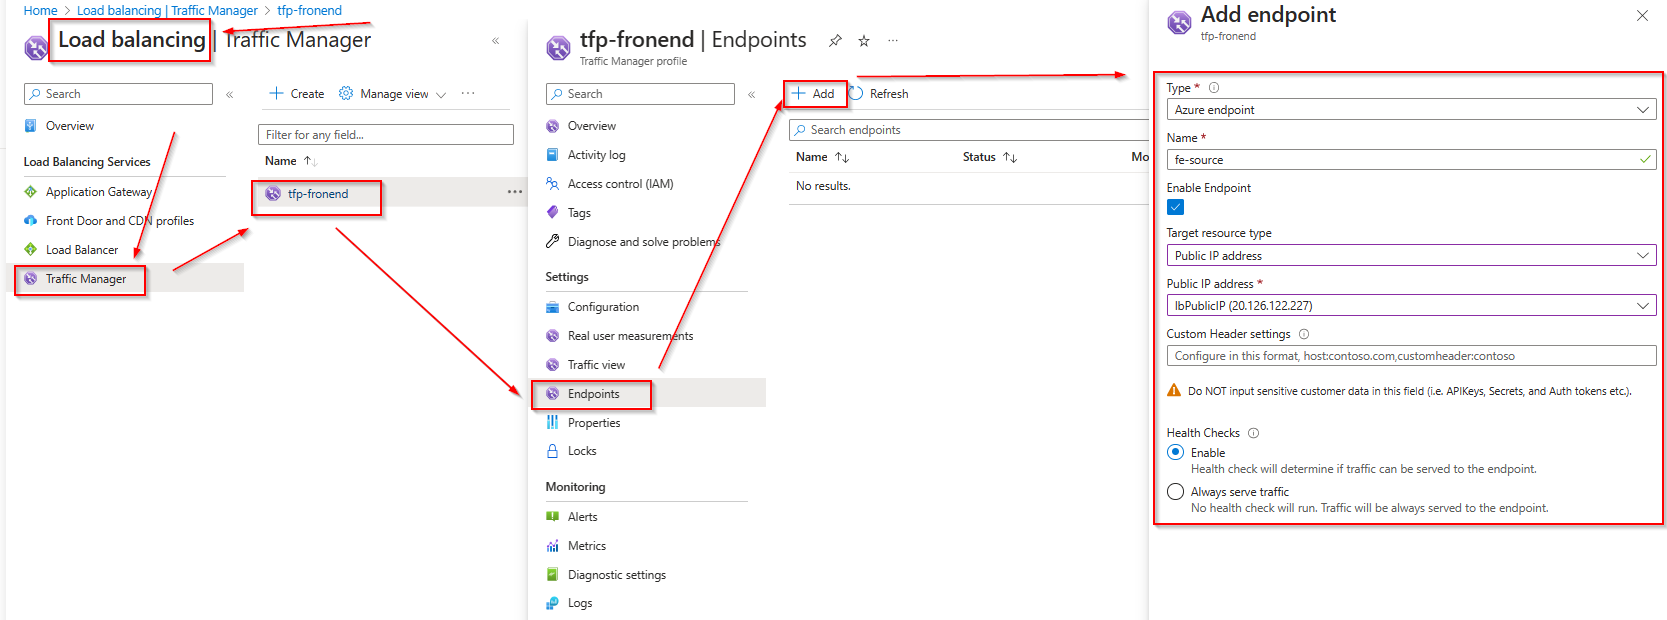 Home > Load balancing | Traffic Manager > tfp-fronend
Load balancing | Traffic Manager
«
Search
«
Overview
Load Balancing Services
Application Gateway
Front Door and CDN profiles
Load Balancer
Traffic Manager
+ Create
Manage view
...
Filter for any field...
Name ↑↓
tfp-fronend
...
tfp-fronend | Endpoints
...
Traffic Manager profile
Search
«
Overview
Activity log
Access control (IAM)
Tags
Diagnose and solve problems
Settings
Configuration
Real user measurements
Traffic view
Endpoints
Properties
Locks
Monitoring
Alerts
Metrics
Diagnostic settings
Logs
+ Add
Refresh
Search endpoints
Name ↑↓
Status ↑↓
Mo
No results.
Add endpoint
tfp-fronend
Type *
Azure endpoint
Name *
fe-source
Enable Endpoint
Target resource type
Public IP address
Public IP address *
lbPublicIP (20.126.122.227)
Custom Header settings
Configure in this format, host:contoso.com,customheader:contoso
Do NOT input sensitive customer data in this field (i.e. APIKeys, Secrets, and Auth tokens etc.).
Health Checks
Enable
Health check will determine if traffic can be served to the endpoint.
Always serve traffic
No health check will run. Traffic will be always served to the endpoint.